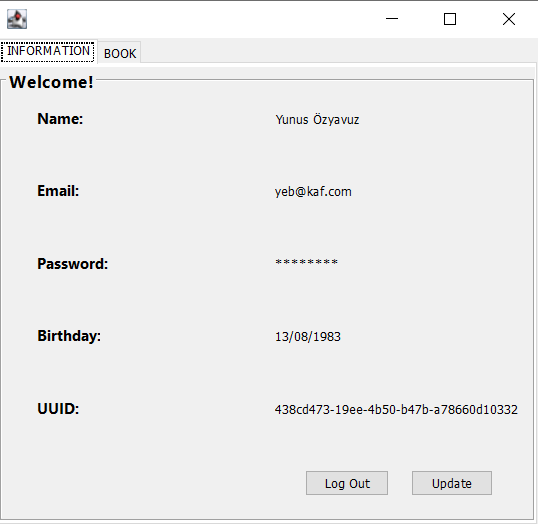 INFORMATION BOOK
Welcome!
Name: Yunus Özyavuz
Email: yeb@kaf.com
Password: ********
Birthday: 13/08/1983
UUID: 438cd473-19ee-4b50-b47b-a78660d10332
Log Out Update